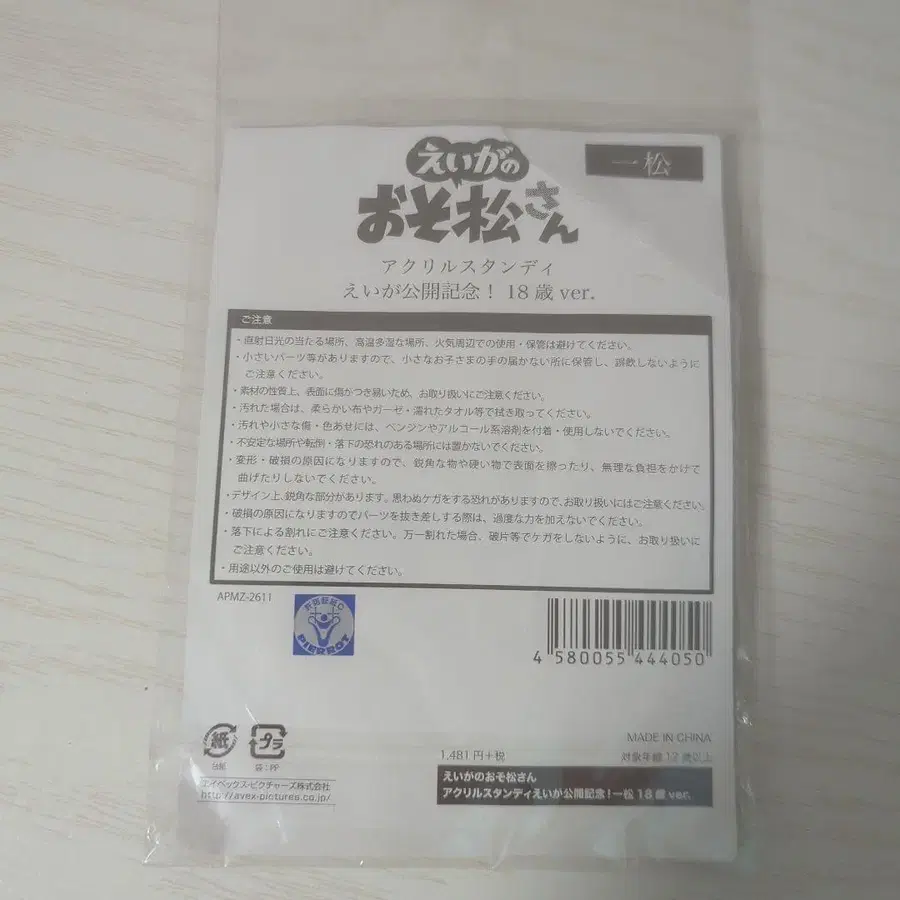 えいがの
一松
おそ松さん
アクリルスタンディ
えいが公開記念！ 18歳 ver.
ご注意
・直射日光の当たる場所、高温多湿な場所、火気周辺での使用・保管は避けてください。
・小さいパーツ等がありますので、小さなお子さまの手の届かない所に保管し、誤飲しないように
ご注意ください。
・素材の性質上、表面に傷がつき易いため、お取り扱いにご注意ください。
・汚れた場合は、柔らかい布やガーゼ・濡れたタオル等で拭き取ってください。
・汚れや小さな傷・色あせには、ベンジンやアルコール系溶剤を付着・使用しないでください。
・不安定な場所や転倒・落下の恐れのある場所には置かないでください。
・変形・破損の原因になりますので、鋭角な物や硬い物で表面を擦ったり、無理な負担をかけて
曲げたりしないでください。
・デザイン上、鋭角な部分があります。思わぬケガをする恐れがありますので、お取り扱いにはご注意ください。
・破損の原因になりますのでパーツを抜き差しする際は、過度な力を加えないでください。
・落下による割れにご注意ください。万一割れた場合、破片等でケガをしないように、お取り扱いに
ご注意ください。
・用途以外のご使用は避けてください。
APMZ-2611
PIERROT
4 580055 444050
紙
プラ
台紙
袋：PP
MADE IN CHINA
1,481円+税
対象年齢 12歳以上
エイベックス・ピクチャーズ株式会社
http://avex-pictures.co.jp/
えいがのおそ松さん
アクリルスタンディえいが公開記念！一松 18歳 ver.